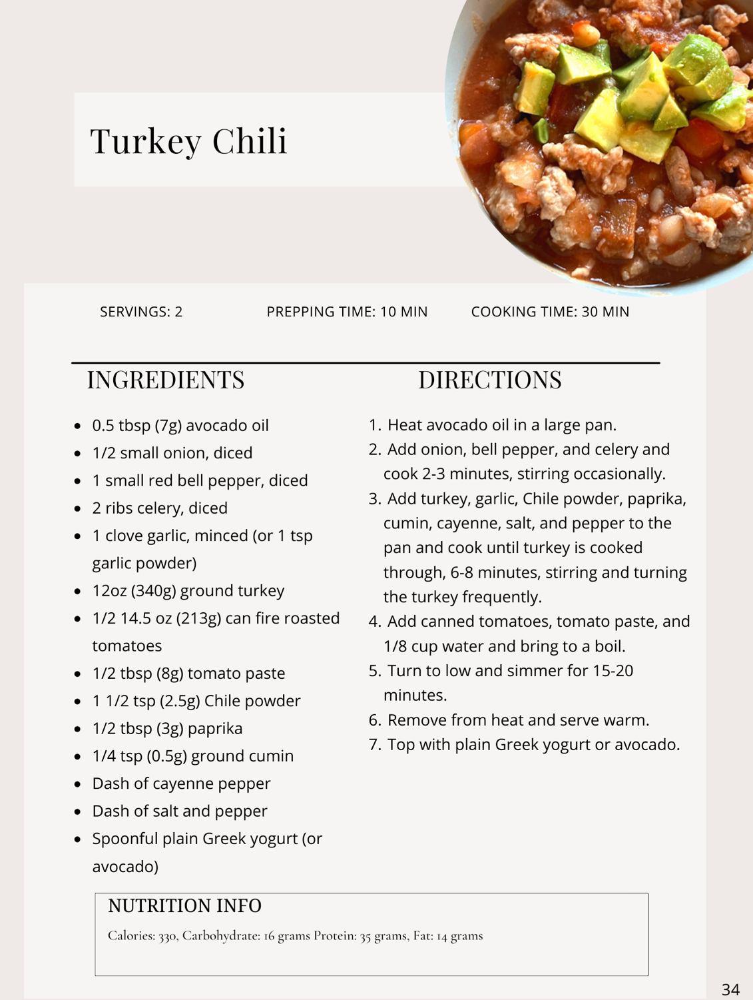 Turkey Chili
SERVINGS: 2
PREPPING TIME: 10 MIN
COOKING TIME: 30 MIN
INGREDIENTS
• 0.5 tbsp (7g) avocado oil
• 1/2 small onion, diced
• 1 small red bell pepper, diced
• 2 ribs celery, diced
• 1 clove garlic, minced (or 1 tsp
garlic powder)
• 12oz (340g) ground turkey
• 1/2 14.5 oz (213g) can fire roasted
tomatoes
• 1/2 tbsp (8g) tomato paste
• 1 1/2 tsp (2.5g) Chile powder
• 1/2 tbsp (3g) paprika
• 1/4 tsp (0.5g) ground cumin
• Dash of cayenne pepper
• Dash of salt and pepper
• Spoonful plain Greek yogurt (or
avocado)
DIRECTIONS
1. Heat avocado oil in a large pan.
2. Add onion, bell pepper, and celery and
cook 2-3 minutes, stirring occasionally.
3. Add turkey, garlic, Chile powder, paprika,
cumin, cayenne, salt, and pepper to the
pan and cook until turkey is cooked
through, 6-8 minutes, stirring and turning
the turkey frequently.
4. Add canned tomatoes, tomato paste, and
1/8 cup water and bring to a boil.
5. Turn to low and simmer for 15-20
minutes.
6. Remove from heat and serve warm.
7. Top with plain Greek yogurt or avocado.
NUTRITION INFO
Calories: 330, Carbohydrate: 16 grams Protein: 35 grams, Fat: 14 grams
34